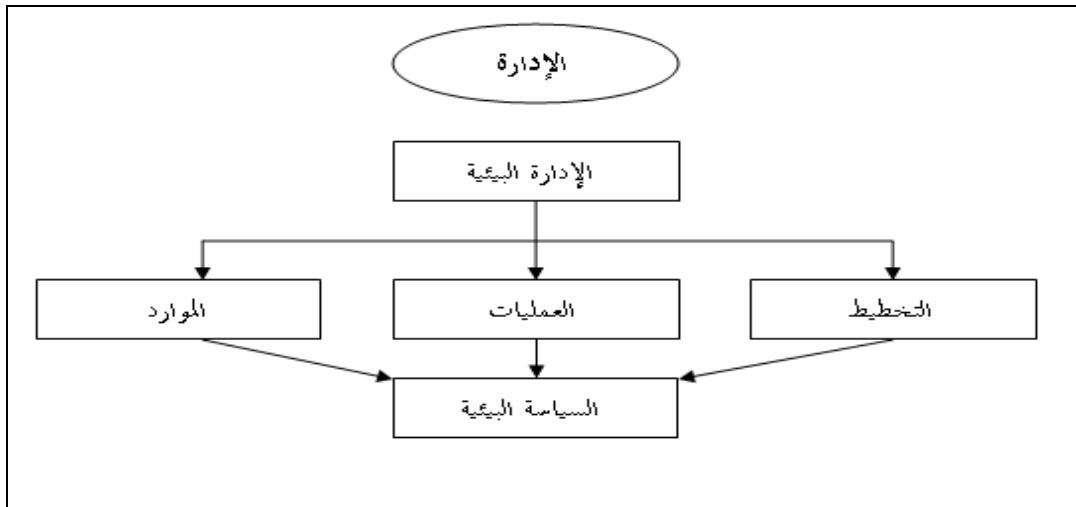 الإدارة
الإدارة البيئية
التخطيط
العمليات
الموارد
السياسة البيئية